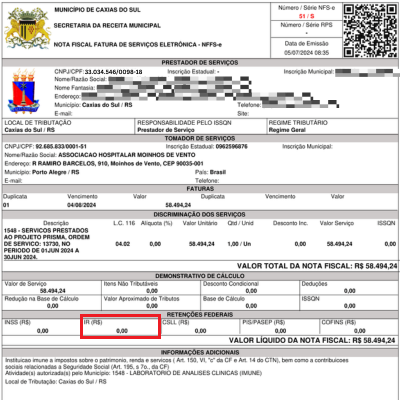 MUNICÍPIO DE CAXIAS DO SUL
SECRETARIA DA RECEITA MUNICIPAL
NOTA FISCAL FATURA DE SERVIÇOS ELETRÔNICA - NFFS-e
Número / Série NFS-e
51 / S
Número / Série RPS
-
Data de Emissão
05/07/2024 08:35
PRESTADOR DE SERVIÇOS
CNPJ/CPF: 33.034.546/0098-18 Inscrição Estadual: - Inscrição Municipal:
Nome/Razão Social:
Nome Fantasia:
Endereço:
Município: Caxias do Sul / RS Telefone:
E-mail: Site:
LOCAL DE TRIBUTAÇÃO RESPONSABILIDADE PELO ISSQN REGIME TRIBUTÁRIO
Caxias do Sul / RS Prestador de Serviço Regime Geral
TOMADOR DE SERVIÇOS
CNPJ/CPF: 92.685.833/0001-51 Inscrição Estadual: 0962596876
Nome/Razão Social: ASSOCIACAO HOSPITALAR MOINHOS DE VENTO
Endereço: R RAMIRO BARCELOS, 910, Moinhos de Vento, CEP 90035-001
Município: Porto Alegre / RS País: Brasil
E-mail: Telefone:
FATURAS
Duplicata Vencimento Valor Duplicata Vencimento Valor
01 04/08/2024 58.494,24
DISCRIMINAÇÃO DOS SERVIÇOS
Descrição L.C. 116 Alíquota (%) Valor Unitário Qtd / Unid Desconto Inc. Valor Serviço ISSQN
1548 - SERVIÇOS PRESTADOS
AO PROJETO PRISMA, ORDEM
DE SERVICO: 13730, NO
PERIODO DE 01JUN 2024 A
30JUN 2024.
04.02 0,00 58.494,24 1,00 / Un 0,00 58.494,24 0,00
VALOR TOTAL DA NOTA FISCAL: R$ 58.494,24
DEMONSTRATIVO DE CÁLCULO
Valor de Serviço Itens Não Tributáveis Desconto Condicional Deduções
58.494,24 0,00 0,00 0,00
Redução na Base de Cálculo Valor Aproximado de Tributos Base de Cálculo ISSQN
0,00 0,00 0,00 0,00
RETENÇÕES FEDERAIS
INSS (R$) IR (R$) CSLL (R$) PIS/PASEP (R$) COFINS (R$)
0,00 0,00 0,00 0,00 0,00
VALOR LÍQUIDO DA NOTA FISCAL: R$ 58.494,24
INFORMAÇÕES ADICIONAIS
Instituicao imune a impostos sobre o patrimonio, renda e servicos ( Art. 150, VI, "c" da CF e Art. 14 do CTN), bem como a contribuicoes
sociais relacionadas a Seguridade Social (Art. 195, s 7o., da CF)
Atividade(s) autorizada(s) pelo Município: 1548 - LABORATORIO DE ANALISES CLINICAS (IMUNE)
Local de Tributação: Caxias do Sul / RS